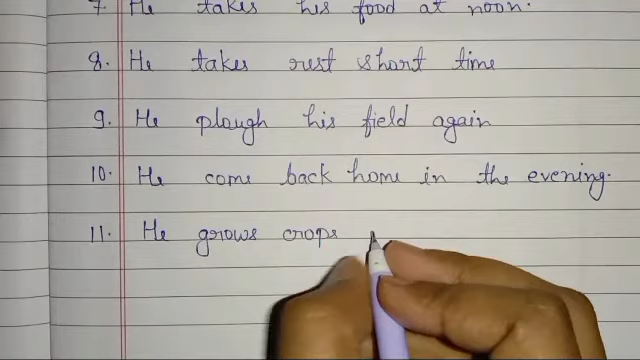 7. He takes his food at noon.
8. He takes rest short time
9. He plough his field again
10. He come back home in the evening.
11. He grows crops